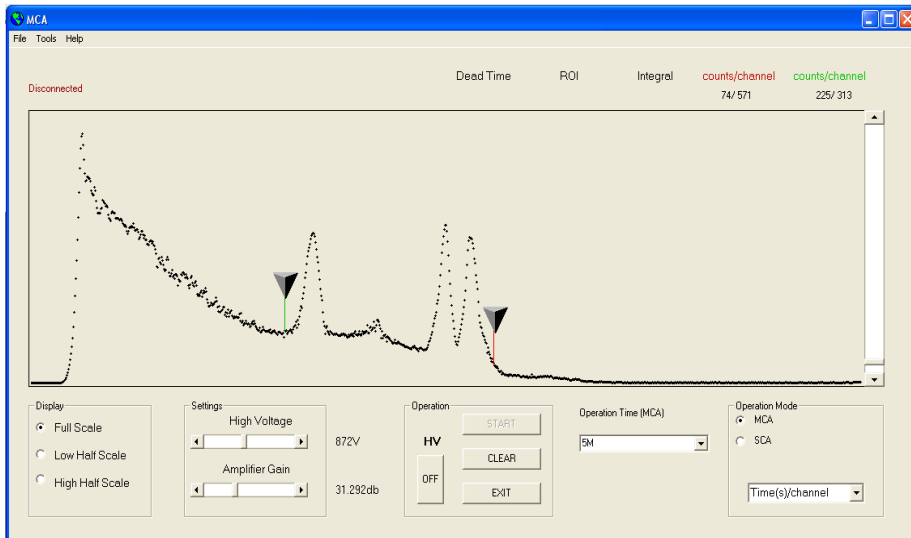 MCA
File Tools Help
Dead Time ROI Integral counts/channel counts/channel
Disconnected
74/ 571 225/ 313
Display
Full Scale
Low Half Scale
High Half Scale
Settings
High Voltage
872V
Amplifier Gain
31.292db
Operation
HV
OFF
START
CLEAR
EXIT
Operation Time (MCA)
5M
Operation Mode
MCA
SCA
Time(s)/channel